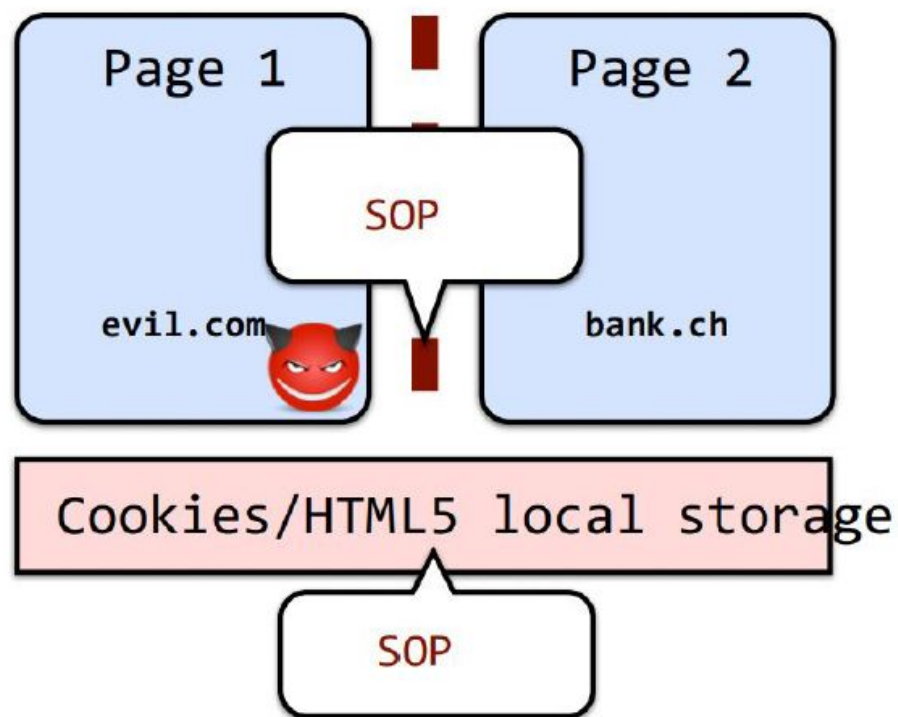 Page 1
Page 2
SOP
evil.com
bank.ch
Cookies/HTML5 local storage
SOP